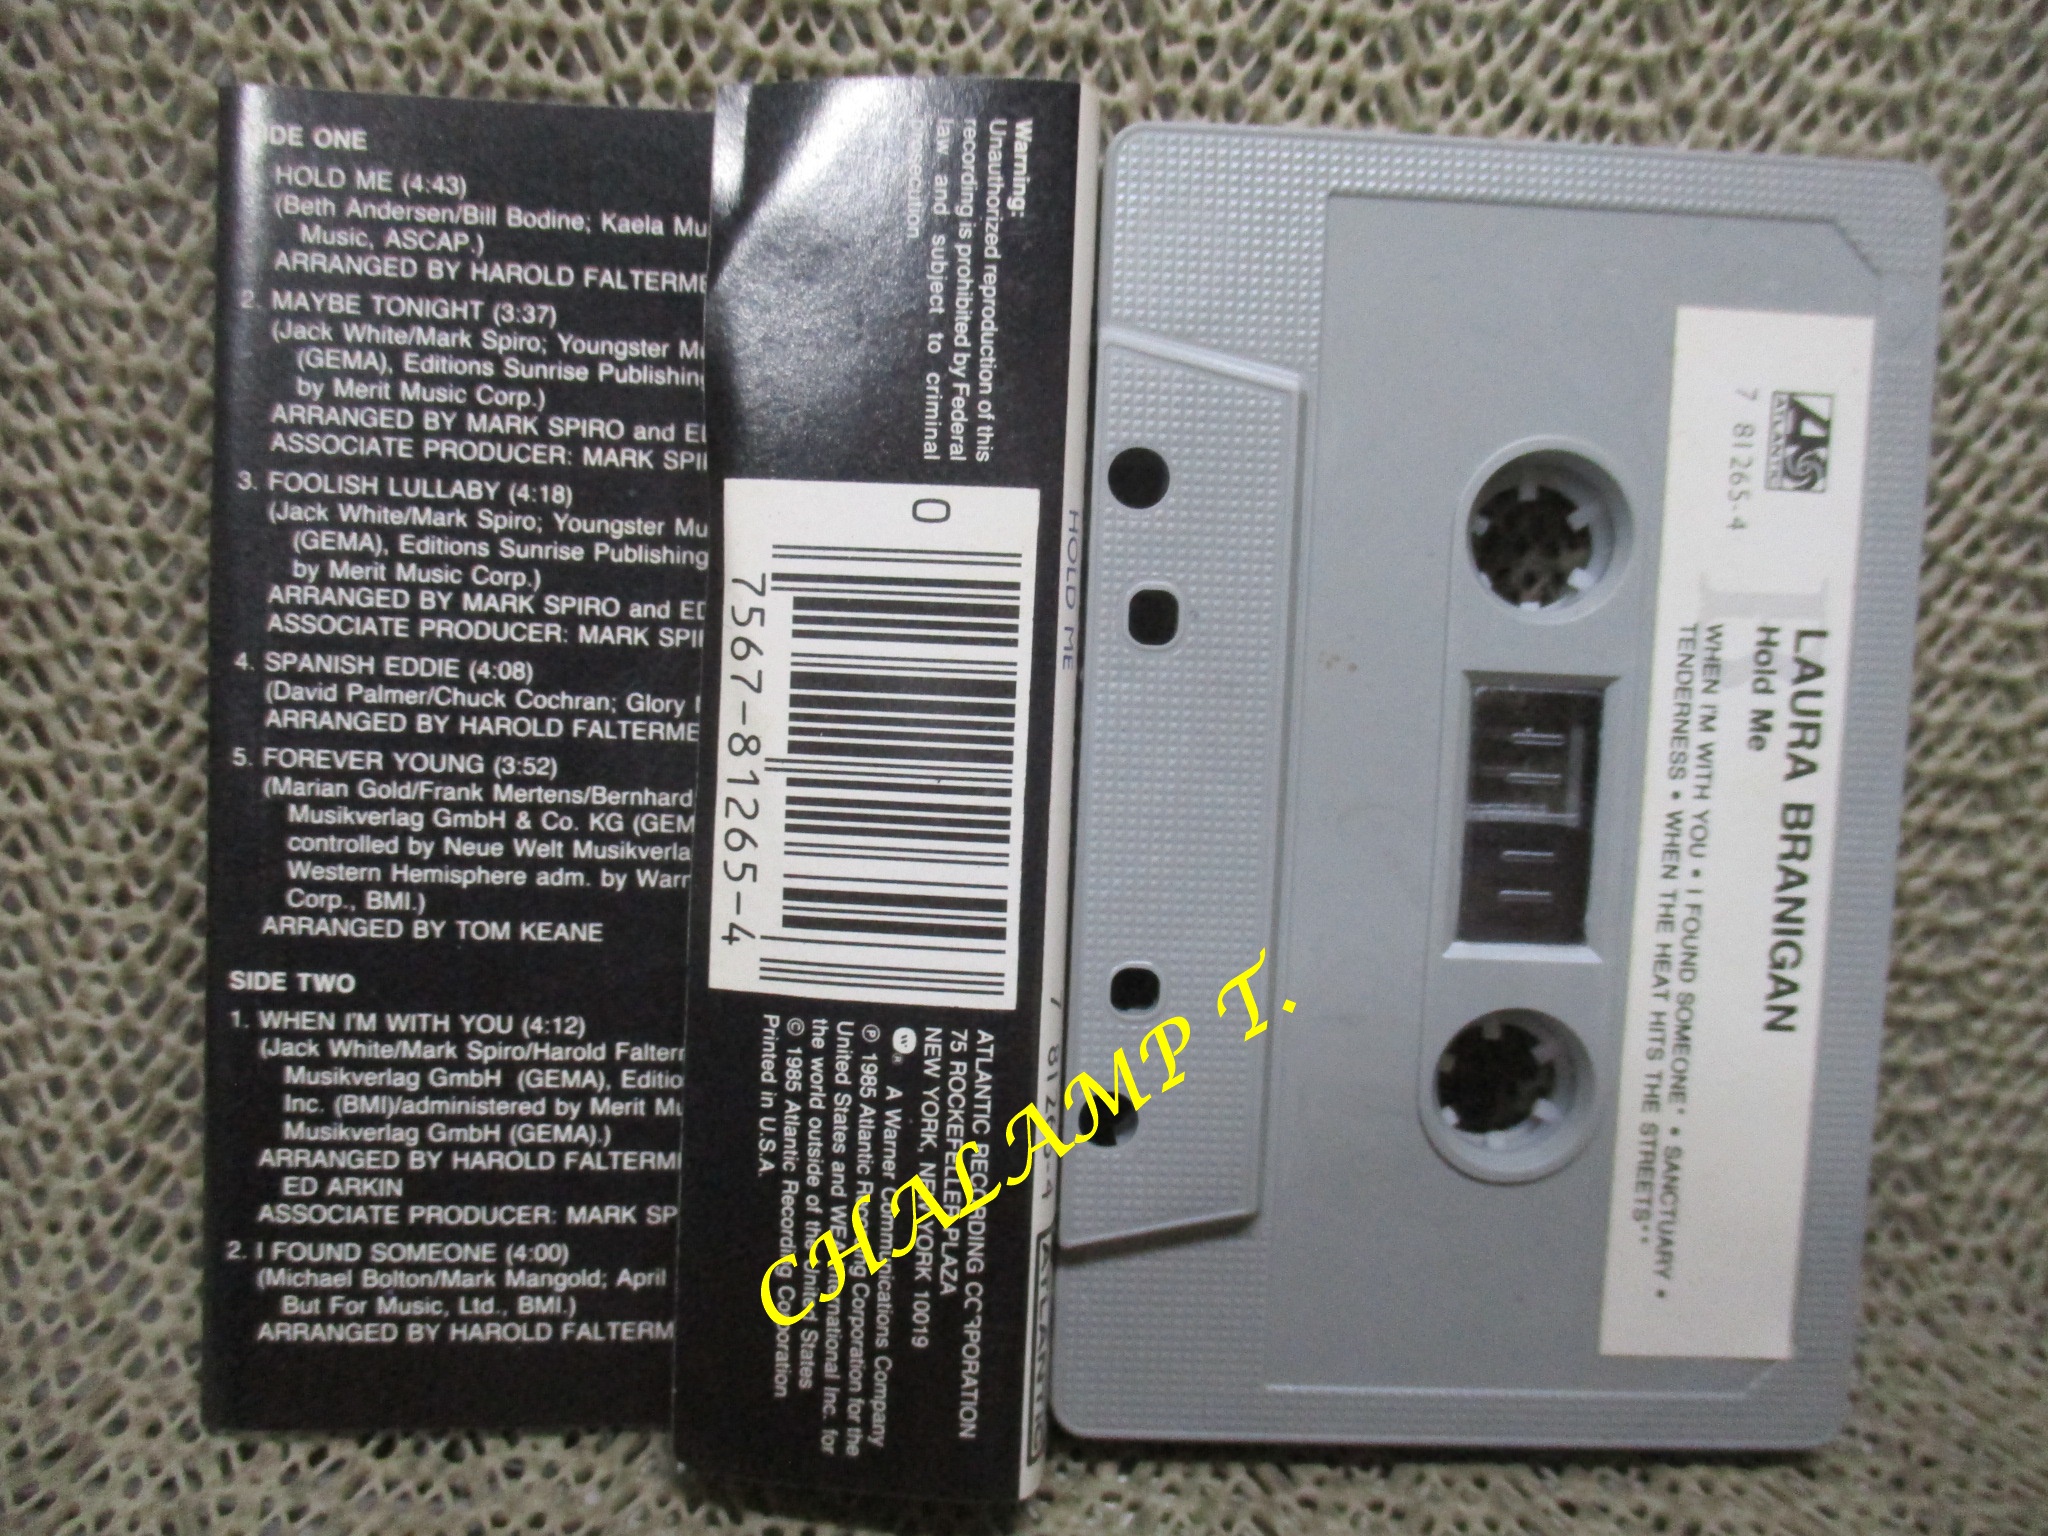 IDE ONE
HOLD ME (4:43)
(Beth Andersen/Bill Bodine; Kaela Mu
Music, ASCAP.)
ARRANGED BY HAROLD FALTERME
2. MAYBE TONIGHT (3:37)
(Jack White/Mark Spiro; Youngster Mu
(GEMA), Editions Sunrise Publishing
by Merit Music Corp.)
ARRANGED BY MARK SPIRO and ED
ASSOCIATE PRODUCER: MARK SPI
3. FOOLISH LULLABY (4:18)
(Jack White/Mark Spiro; Youngster Mu
(GEMA), Editions Sunrise Publishing
by Merit Music Corp.)
ARRANGED BY MARK SPIRO and ED
ASSOCIATE PRODUCER: MARK SPI
4. SPANISH EDDIE (4:08)
(David Palmer/Chuck Cochran; Glory
ARRANGED BY HAROLD FALTERME
5. FOREVER YOUNG (3:52)
(Marian Gold/Frank Mertens/Bernhard
Musikverlag GmbH & Co. KG (GEM
controlled by Neue Welt Musikverla
Western Hemisphere adm. by Warn
Corp., BMI.)
ARRANGED BY TOM KEANE
SIDE TWO
1. WHEN I'M WITH YOU (4:12)
(Jack White/Mark Spiro/Harold Falterr
Musikverlag GmbH (GEMA), Editio
Inc. (BMI)/administered by Merit Mu
Musikverlag GmbH (GEMA).)
ARRANGED BY HAROLD FALTERM
ED ARKIN
ASSOCIATE PRODUCER: MARK SP
2. I FOUND SOMEONE (4:00)
(Michael Bolton/Mark Mangold; April
But For Music, Ltd., BMI.)
ARRANGED BY HAROLD FALTERM
Warning:
Unauthorized reproduction of this
recording is prohibited by Federal
law and subject to criminal
prosecution.
0
7567-81265-4
ATLANTIC RECORDING CORPORATION
75 ROCKEFELLER PLAZA
NEW YORK, NEW YORK 10019
A Warner Communications Company
℗ 1985 Atlantic Recording Corporation for the
United States and WEA International Inc. for
the world outside of the United States
© 1985 Atlantic Recording Corporation
Printed in U.S.A.
HOLD ME
7 81265-4
ATLANTIC
ATLANTIC
7 81265-4
LAURA BRANIGAN
Hold Me
WHEN I'M WITH YOU • I FOUND SOMEONE* • SANCTUARY •
TENDERNESS • WHEN THE HEAT HITS THE STREETS**
CHALAMP T.